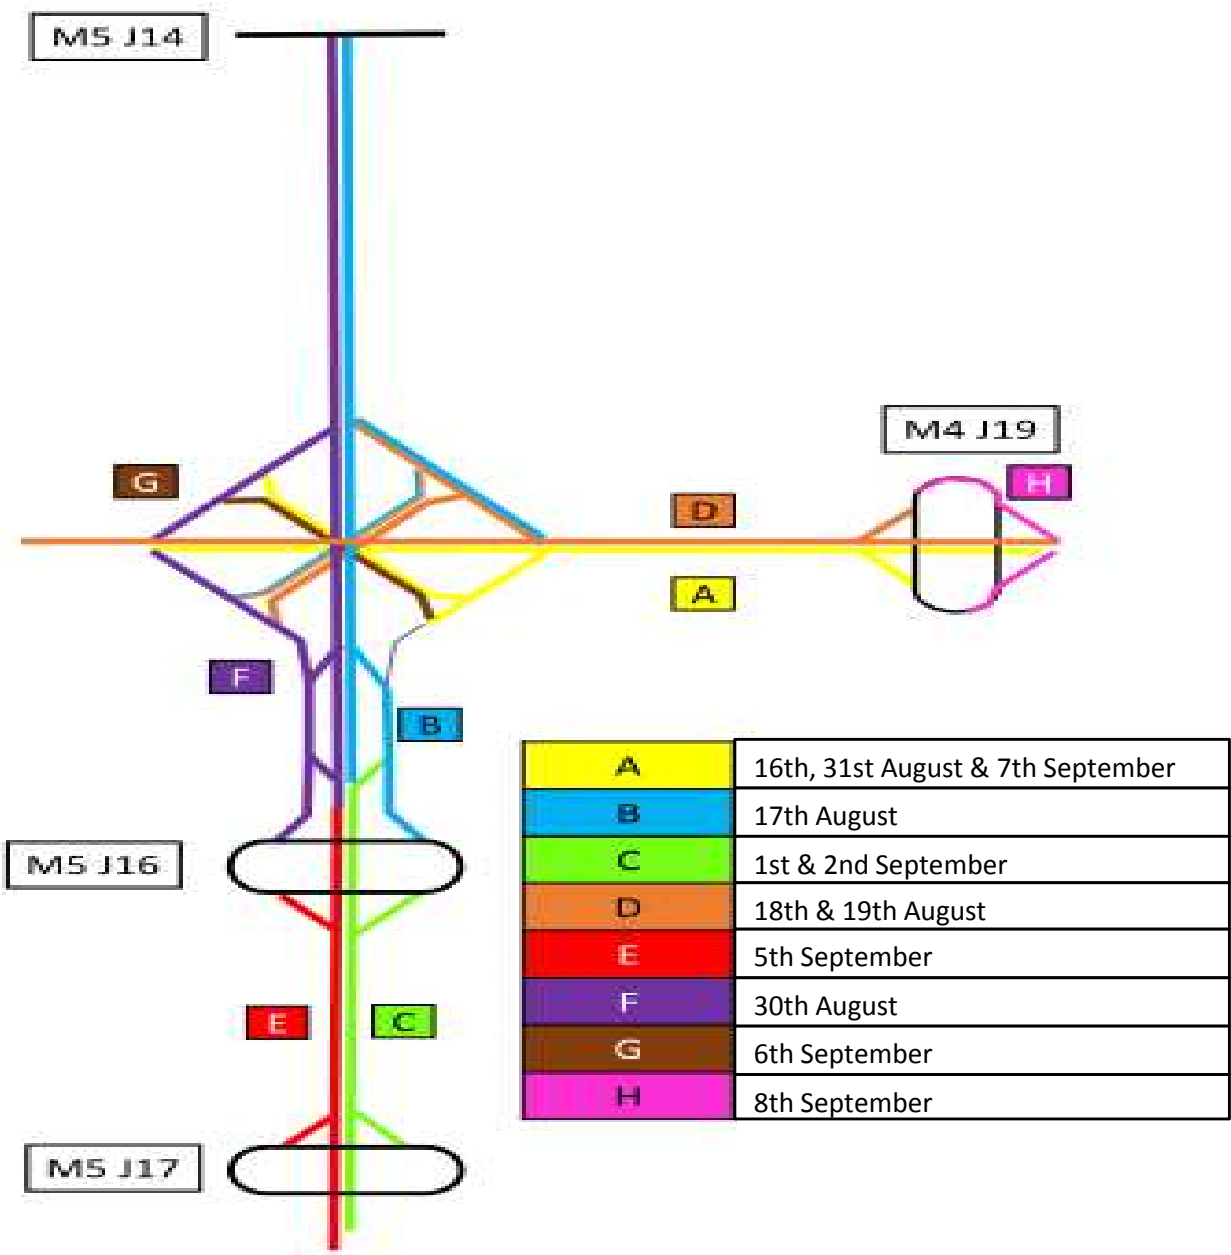 M5 J14
M4 J19
G
H
D
A
F
B
A 16th, 31st August & 7th September
B 17th August
M5 J16
C 1st & 2nd September
D 18th & 19th August
E 5th September
F 30th August
E
C
G 6th September
H 8th September
M5 J17